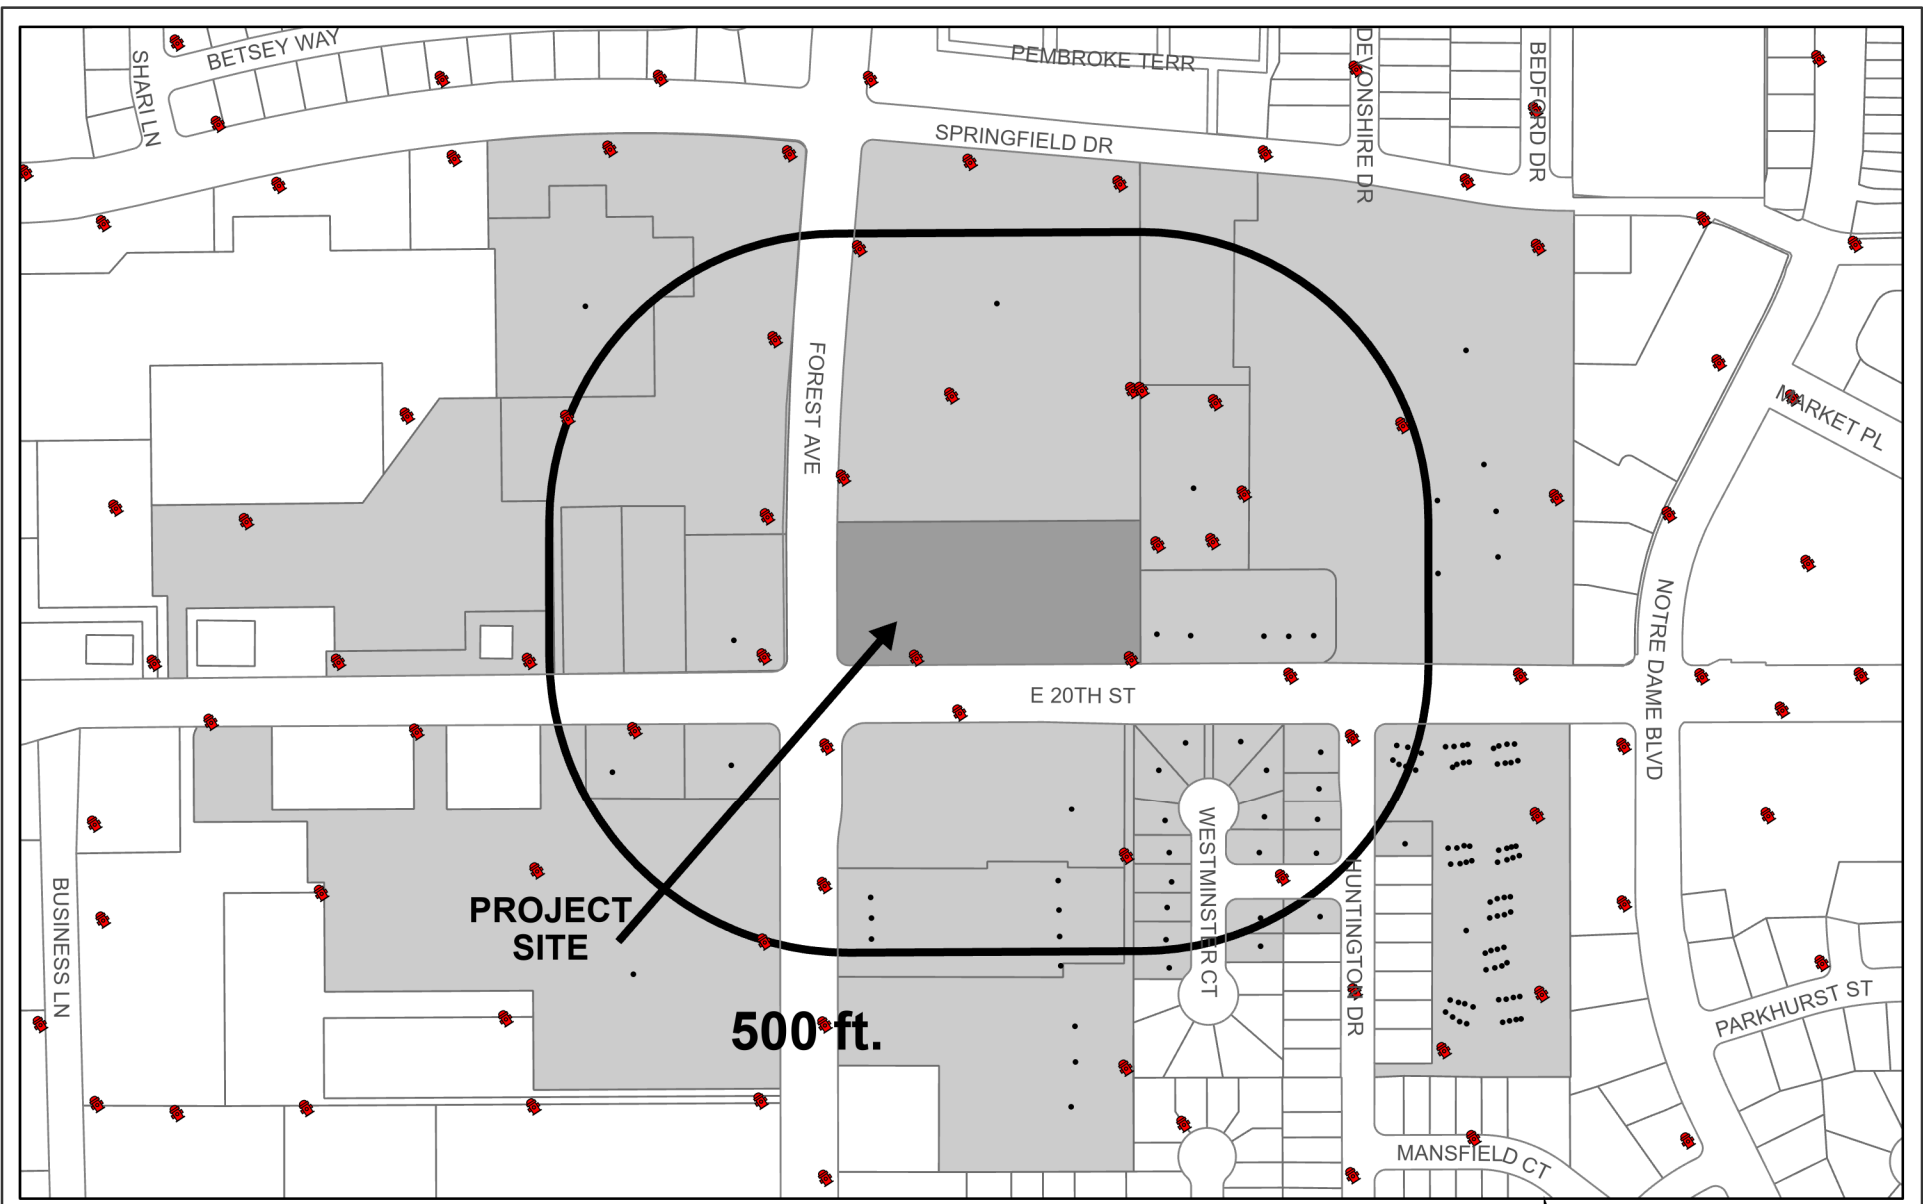 BETSEY WAY
SHARI LN
PEMBROKE TERR
DEVONSHIRE DR
BEDFORD DR
SPRINGFIELD DR
FOREST AVE
MARKET PL
NOTRE DAME BLVD
E 20TH ST
WESTMINSTER CT
HUNTINGTON DR
BUSINESS LN
PROJECT
SITE
500 ft.
PARKHURST ST
MANSFIELD CT